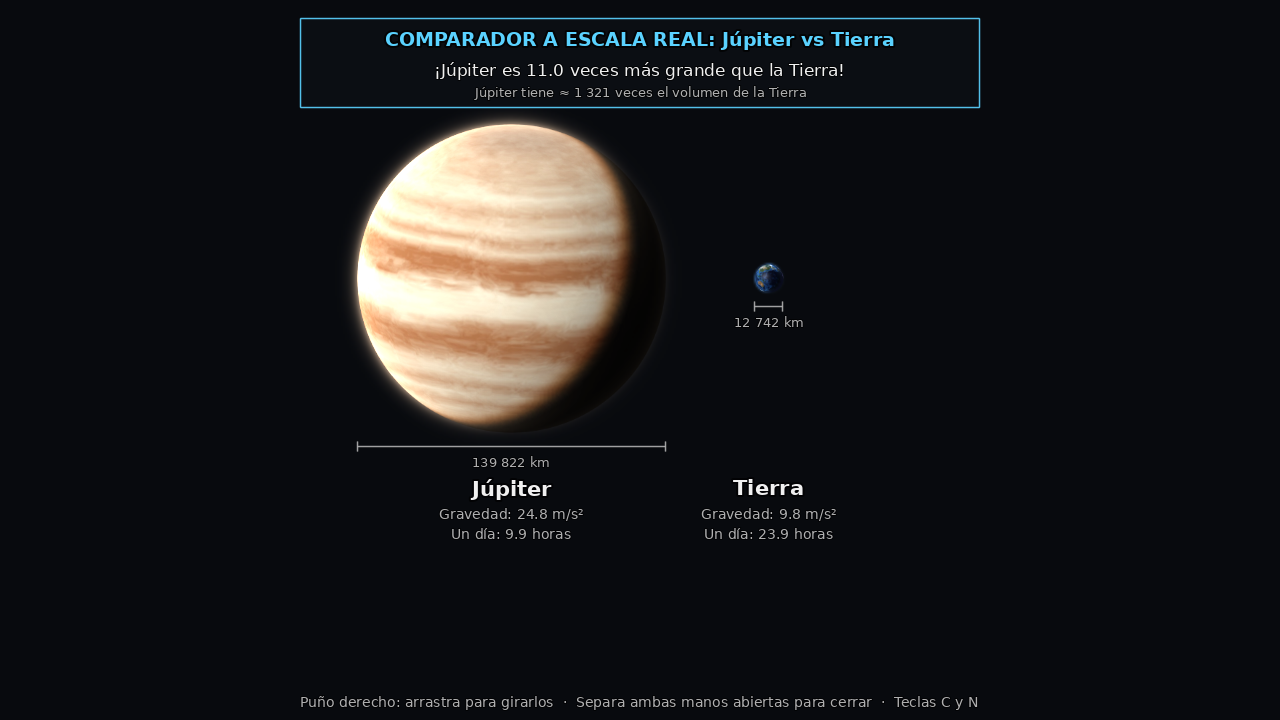 COMPARADOR A ESCALA REAL: Júpiter vs Tierra
¡Júpiter es 11.0 veces más grande que la Tierra!
Júpiter tiene ≈ 1 321 veces el volumen de la Tierra
12 742 km
139 822 km
Júpiter
Gravedad: 24.8 m/s²
Un día: 9.9 horas
Tierra
Gravedad: 9.8 m/s²
Un día: 23.9 horas
Puño derecho: arrastra para girarlos · Separa ambas manos abiertas para cerrar · Teclas C y N